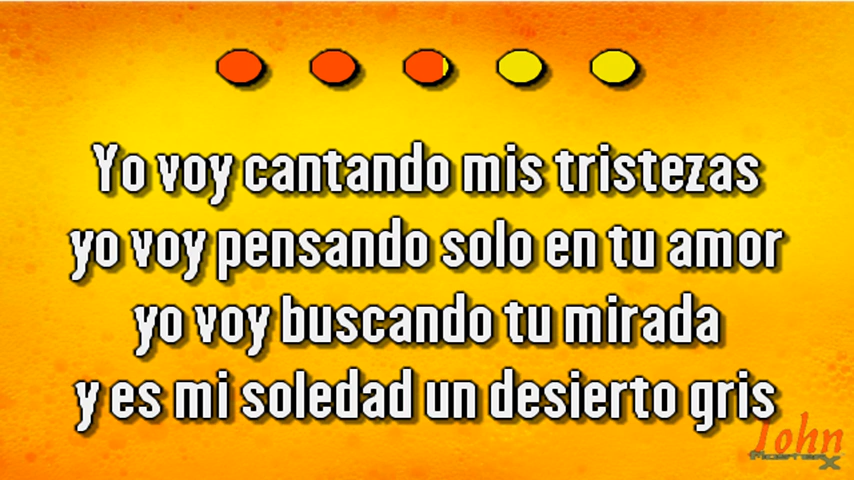 Yo voy cantando mis tristezas
yo voy pensando solo en tu amor
yo voy buscando tu mirada
y es mi soledad un desierto gris
John